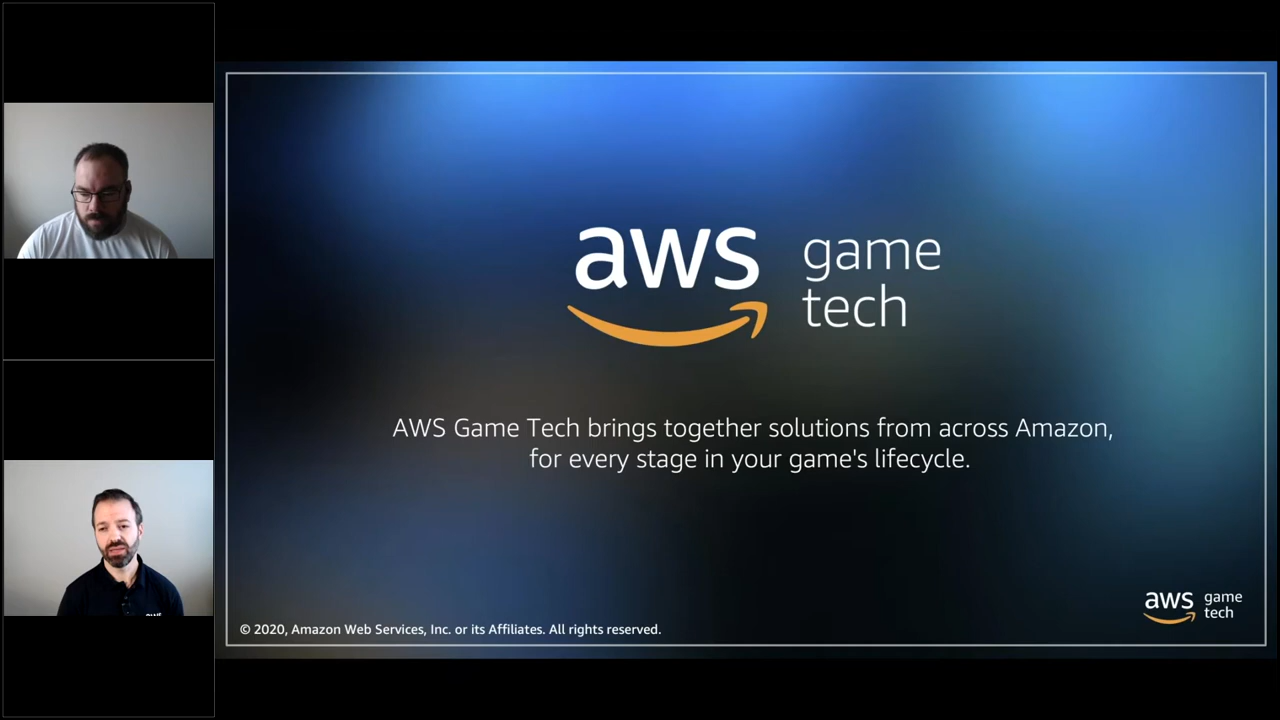 aws game
tech
AWS Game Tech brings together solutions from across Amazon,
for every stage in your game's lifecycle.
aws game
tech
© 2020, Amazon Web Services, Inc. or its Affiliates. All rights reserved.